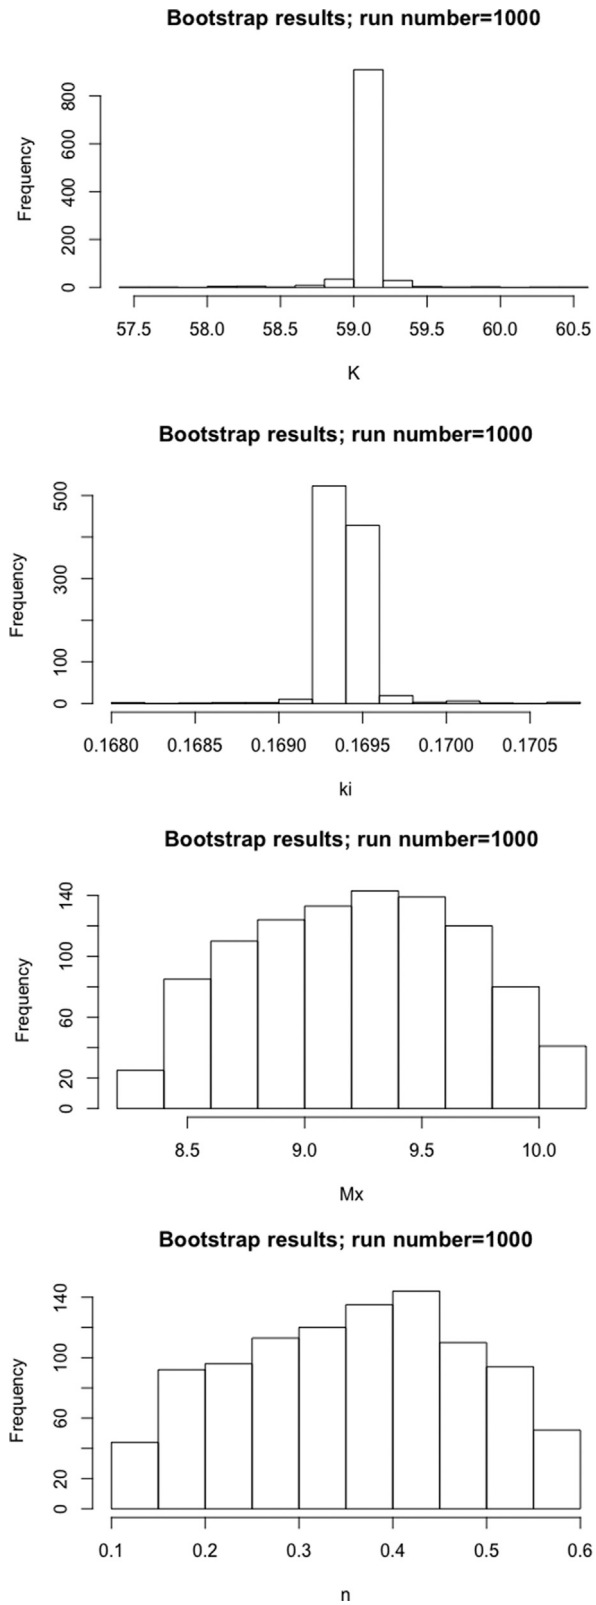 Bootstrap results; run number=1000
Frequency
800
600
400
200
0
57.5 58.0 58.5 59.0 59.5 60.0 60.5
K
Bootstrap results; run number=1000
Frequency
500
300
100
0
0.1680 0.1685 0.1690 0.1695 0.1700 0.1705
ki
Bootstrap results; run number=1000
Frequency
140
100
60
20
0
8.5 9.0 9.5 10.0
Mx
Bootstrap results; run number=1000
Frequency
140
100
60
20
0
0.1 0.2 0.3 0.4 0.5 0.6
n